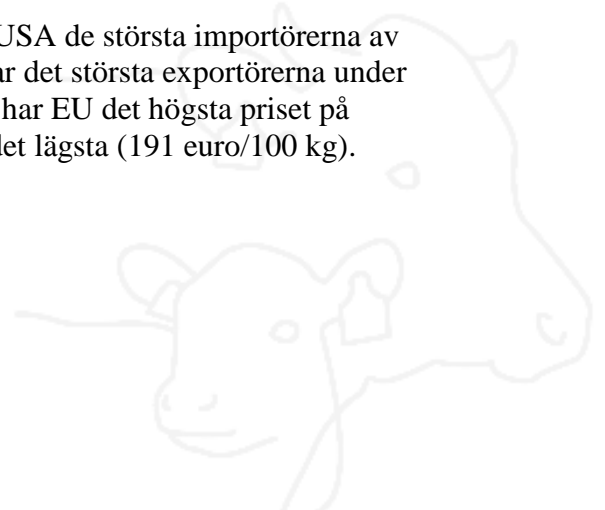 USA de största importörerna av
ar det största exportörerna under
har EU det högsta priset på
det lägsta (191 euro/100 kg).